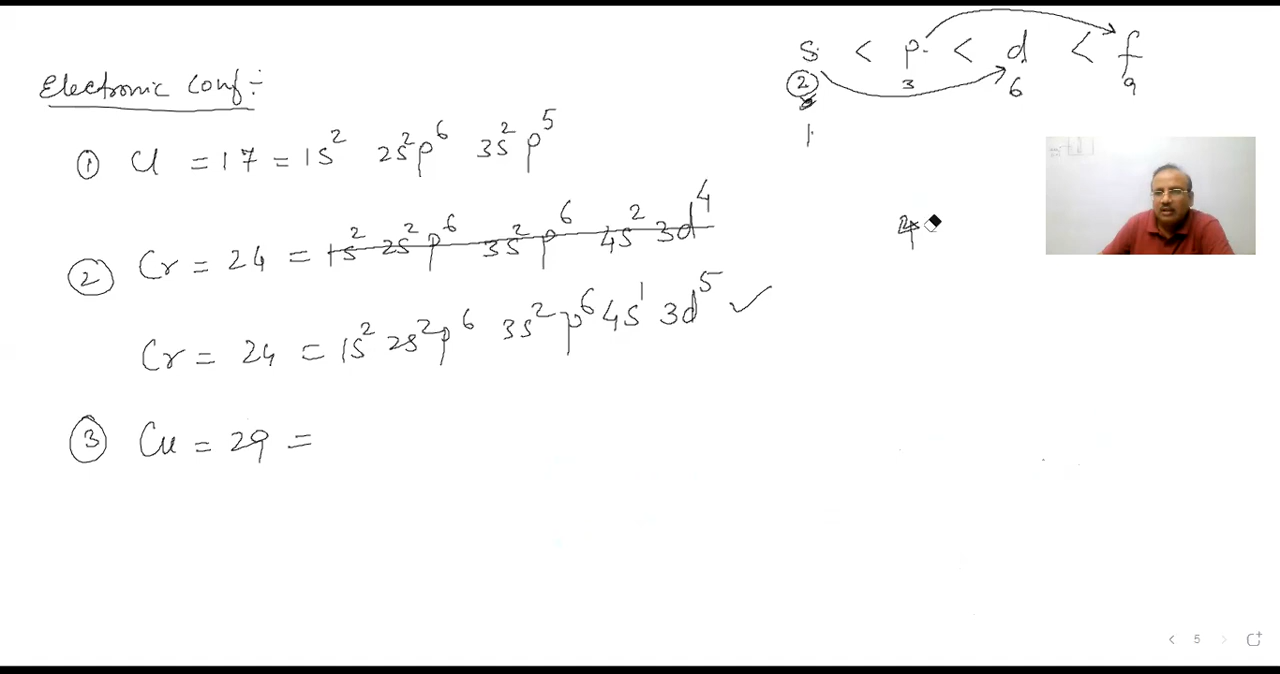 s < p < d < f
2 3 6 9
1
Electronic Conf :-
① Cl = 17 = 1s² 2s²p⁶ 3s²p⁵
② Cr = 24 = 1s² 2s²p⁶ 3s²p⁶ 4s² 3d⁴
Cr = 24 = 1s² 2s²p⁶ 3s²p⁶ 4s¹ 3d⁵ ✓
③ Cu = 29 =
< 5 >